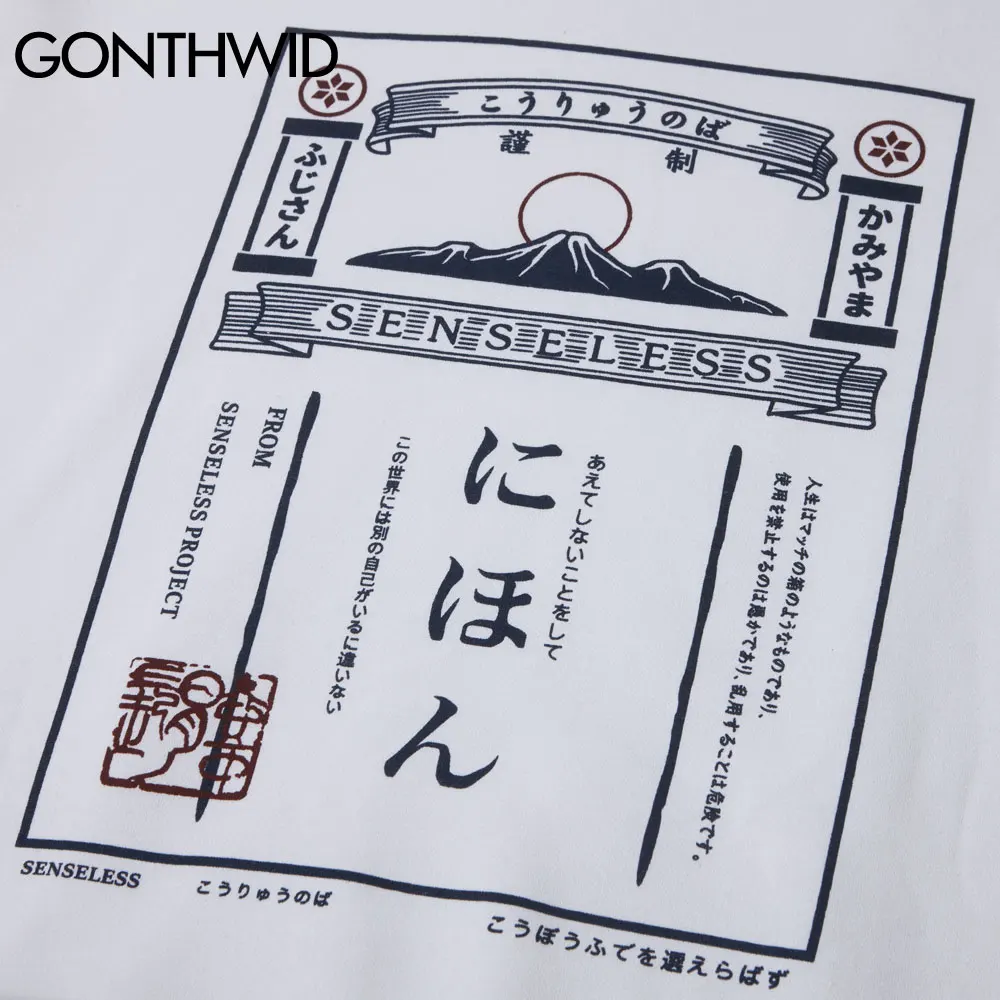 GONTHWID
こうりゅうのば
謹 制
ふじさん
かみやま
SENSELESS
人生はマッチの箱のようなものであり、
使用を禁止するのは愚かであり、乱用することは危険です。
あえてしないことをして
にほん
この世界には別の自己がいるに違いない
FROM
SENSELESS PROJECT
SENSELESS
こうりゅうのば
こうぼうふでを選えらばず